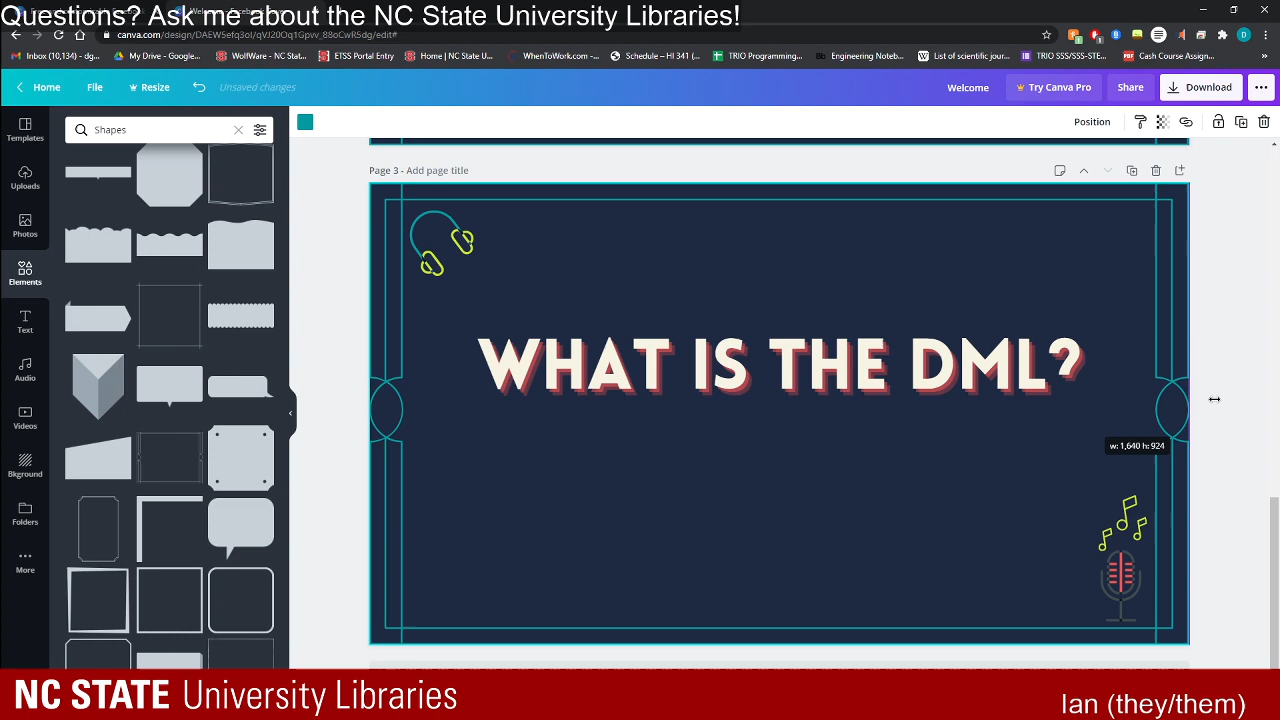 Questions? Ask me about the NC State University Libraries!
canva.com/design/DAEW5efq3oI/qVJ20Oq1Gpvv_88oCwR5dg/edit#
Inbox (10,134) - dg...
My Drive - Google...
WolfWare - NC Stat...
ETSS Portal Entry
Home | NC State U...
WhenToWork.com -...
Schedule – HI 341 (...
TRIO Programming...
Engineering Noteb...
List of scientific jour...
TRIO SSS/SSS-STE...
Cash Course Assig...
Home
File
Resize
Unsaved changes
Welcome
Try Canva Pro
Share
Download
Templates
Uploads
Photos
Elements
Text
Audio
Videos
Bkground
Folders
More
Shapes
Position
Page 3 - Add page title
WHAT IS THE DML?
w: 1,640 h: 924
NC STATE University Libraries
Ian (they/them)